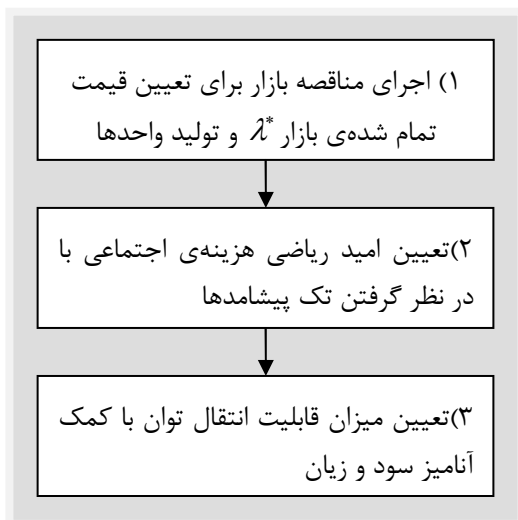 ۱) اجرای مناقصه بازار برای تعیین قیمت
تمام شده‌ی بازار λ* و تولید واحدها
۲)تعیین امید ریاضی هزینه‌ی اجتماعی با
در نظر گرفتن تک پیشامدها
۳)تعیین میزان قابلیت انتقال توان با کمک
آنامیز سود و زیان